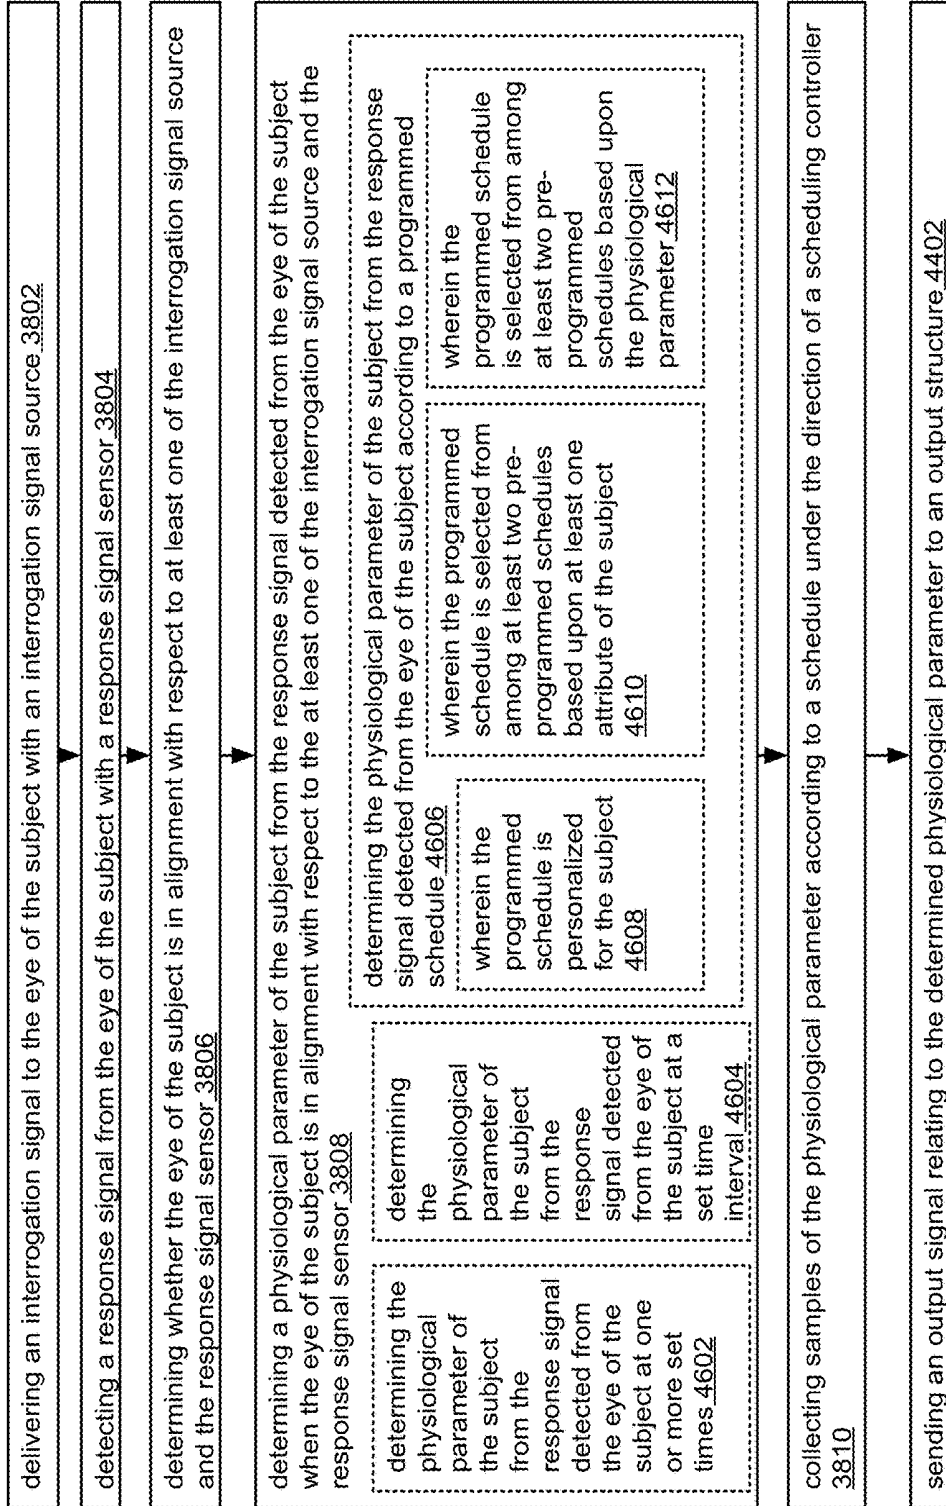 delivering an interrogation signal to the eye of the subject with an interrogation signal source 3802
detecting a response signal from the eye of the subject with a response signal sensor 3804
determining whether the eye of the subject is in alignment with respect to at least one of the interrogation signal source
and the response signal sensor 3806
determining a physiological parameter of the subject from the response signal detected from the eye of the subject
when the eye of the subject is in alignment with respect to the at least one of the interrogation signal source and the
response signal sensor 3808
determining the
physiological
parameter of
the subject
from the
response signal
detected from
the eye of the
subject at one
or more set
times 4602
determining
the
physiological
parameter of
the subject
from the
response
signal detected
from the eye of
the subject at a
set time
interval 4604
determining the physiological parameter of the subject from the response
signal detected from the eye of the subject according to a programmed
schedule 4606
wherein the
programmed
schedule is
personalized
for the subject
4608
wherein the programmed
schedule is selected from
among at least two pre-
programmed schedules
based upon at least one
attribute of the subject
4610
wherein the
programmed schedule
is selected from among
at least two pre-
programmed
schedules based upon
the physiological
parameter 4612
collecting samples of the physiological parameter according to a schedule under the direction of a scheduling controller
3810
sending an output signal relating to the determined physiological parameter to an output structure 4402